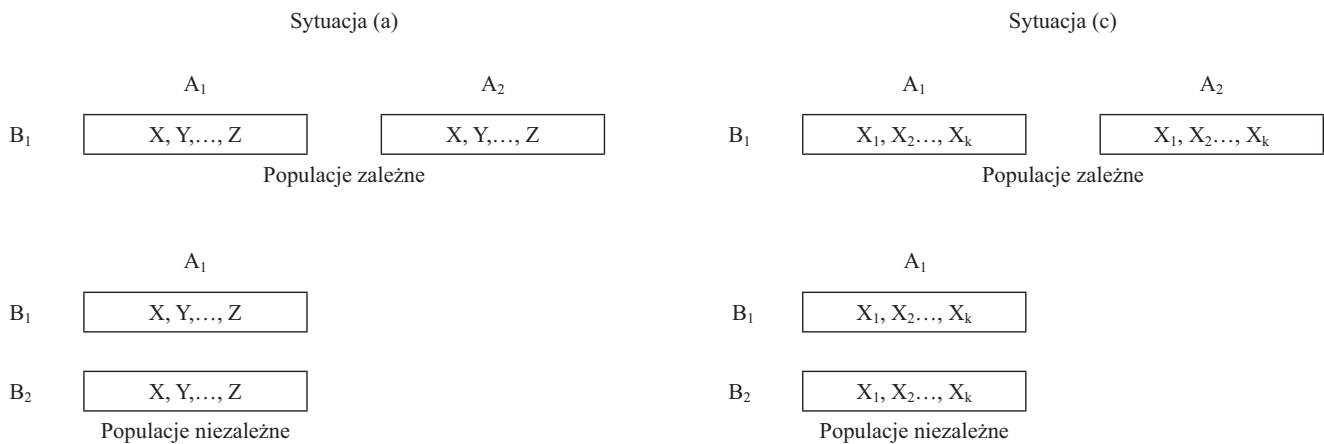 Sytuacja (a)
A₁ A₂
B₁ X, Y,…, Z X, Y,…, Z
Populacje zależne
A₁
B₁ X, Y,…, Z
B₂ X, Y,…, Z
Populacje niezależne
Sytuacja (c)
A₁ A₂
B₁ X₁, X₂…, Xₖ X₁, X₂…, Xₖ
Populacje zależne
A₁
B₁ X₁, X₂…, Xₖ
B₂ X₁, X₂…, Xₖ
Populacje niezależne